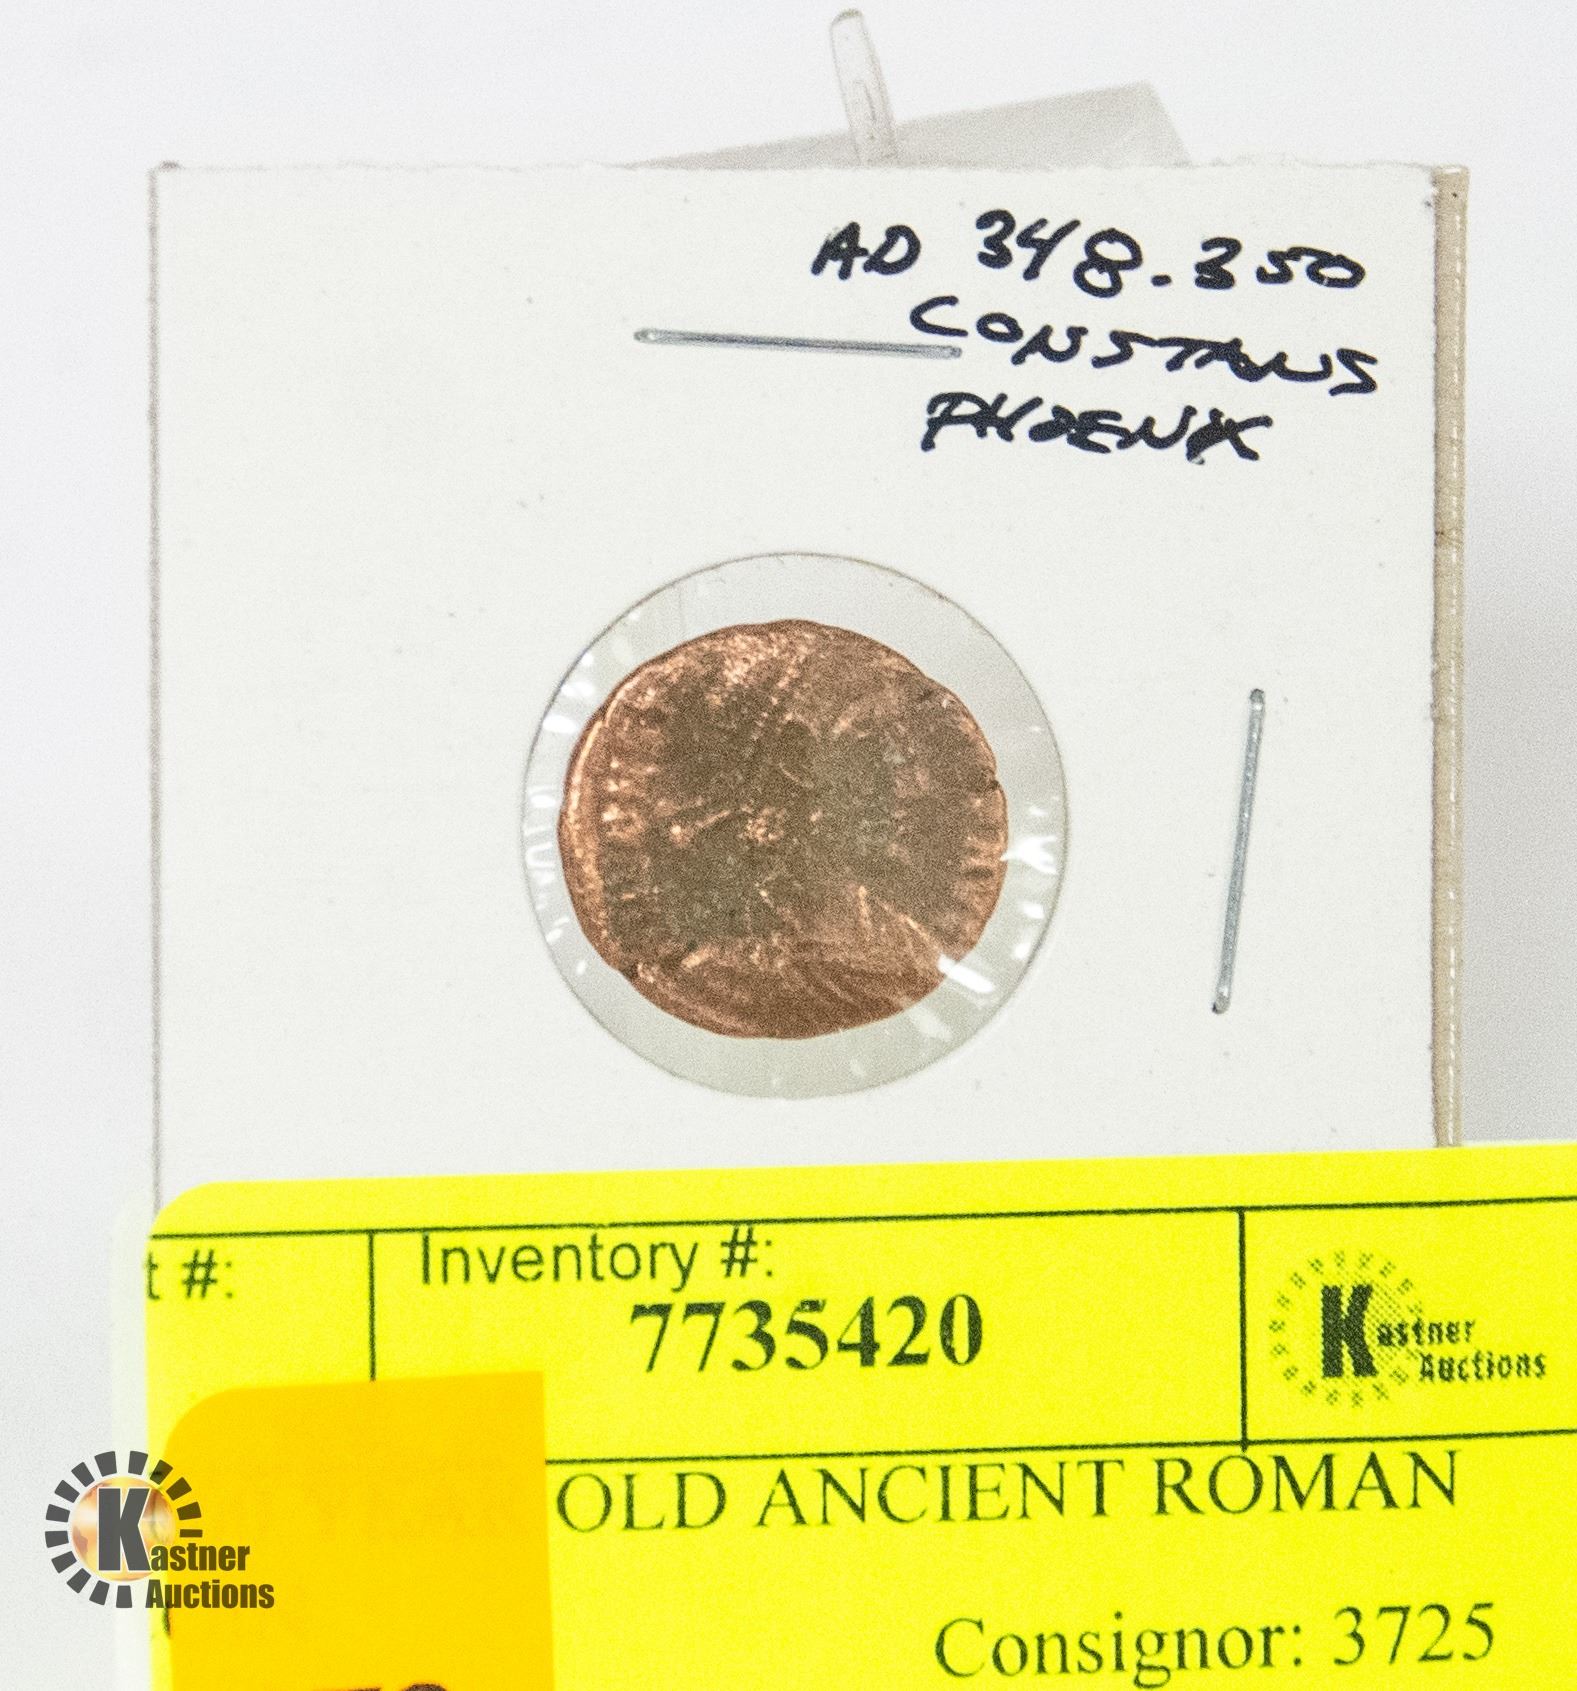 AD 348-350
CONSTANS
PHOENIX
t #:
Inventory #:
7735420
Kastner
Auctions
OLD ANCIENT ROMAN
Consignor: 3725
Kastner
Auctions